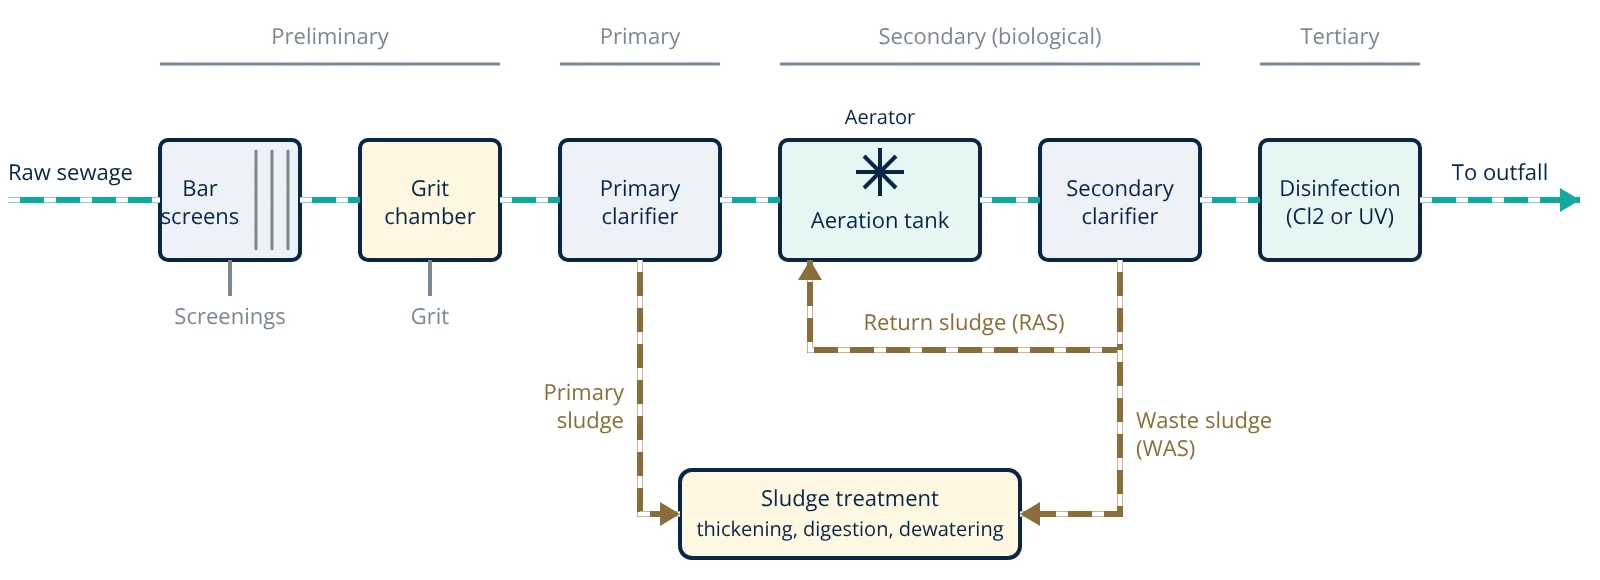 Preliminary
Primary
Secondary (biological)
Tertiary
Aerator
Raw sewage
Bar
screens
Grit
chamber
Primary
clarifier
Aeration tank
Secondary
clarifier
Disinfection
(Cl2 or UV)
To outfall
Screenings
Grit
Return sludge (RAS)
Primary
sludge
Waste sludge
(WAS)
Sludge treatment
thickening, digestion, dewatering